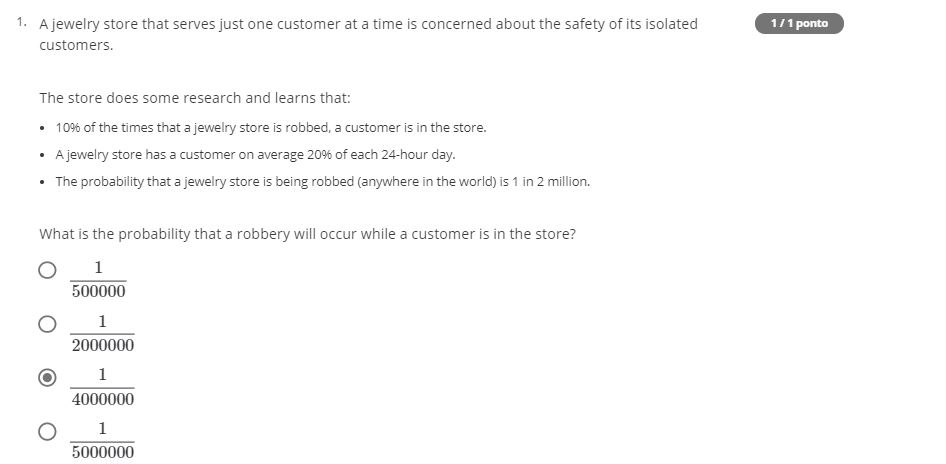 1. A jewelry store that serves just one customer at a time is concerned about the safety of its isolated
customers.
1 / 1 ponto
The store does some research and learns that:
• 10% of the times that a jewelry store is robbed, a customer is in the store.
• A jewelry store has a customer on average 20% of each 24-hour day.
• The probability that a jewelry store is being robbed (anywhere in the world) is 1 in 2 million.
What is the probability that a robbery will occur while a customer is in the store?
1
500000
1
2000000
1
4000000
1
5000000